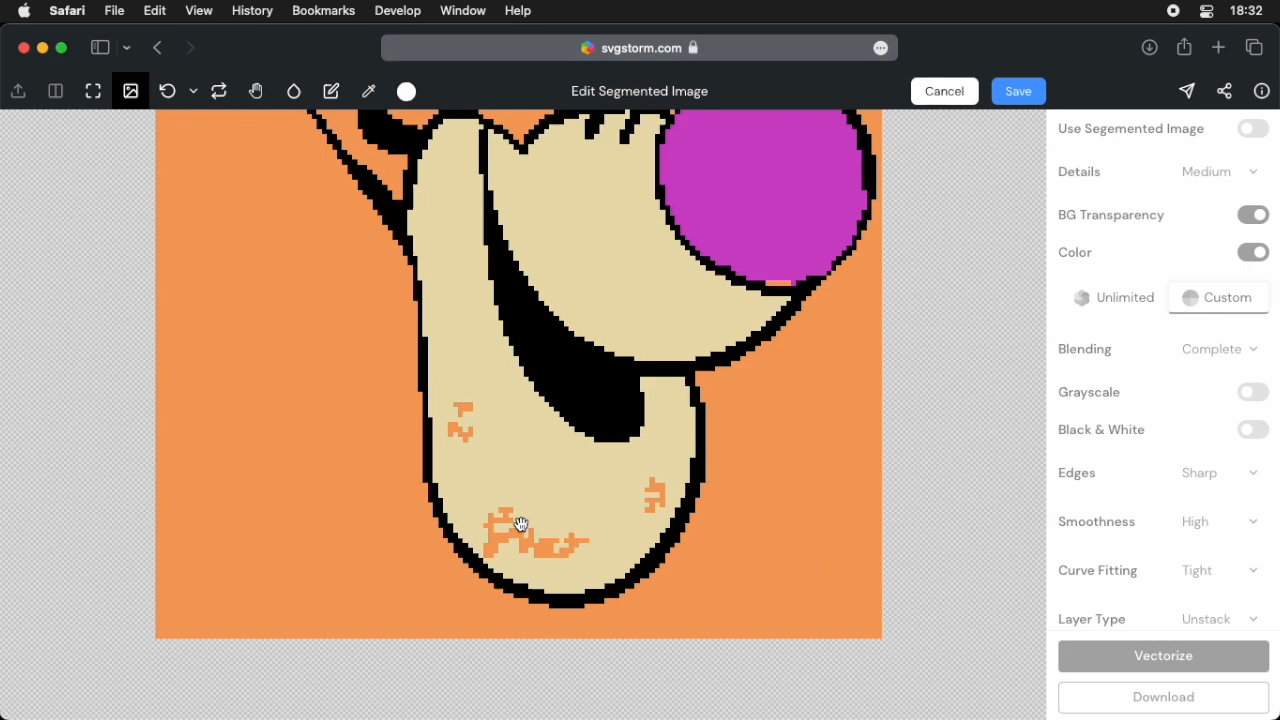 Safari File Edit View History Bookmarks Develop Window Help 18:32
svgstorm.com
Edit Segmented Image Cancel Save
Use Segemented Image
Details Medium
BG Transparency
Color
Unlimited Custom
Blending Complete
Grayscale
Black & White
Edges Sharp
Smoothness High
Curve Fitting Tight
Layer Type Unstack
Vectorize
Download